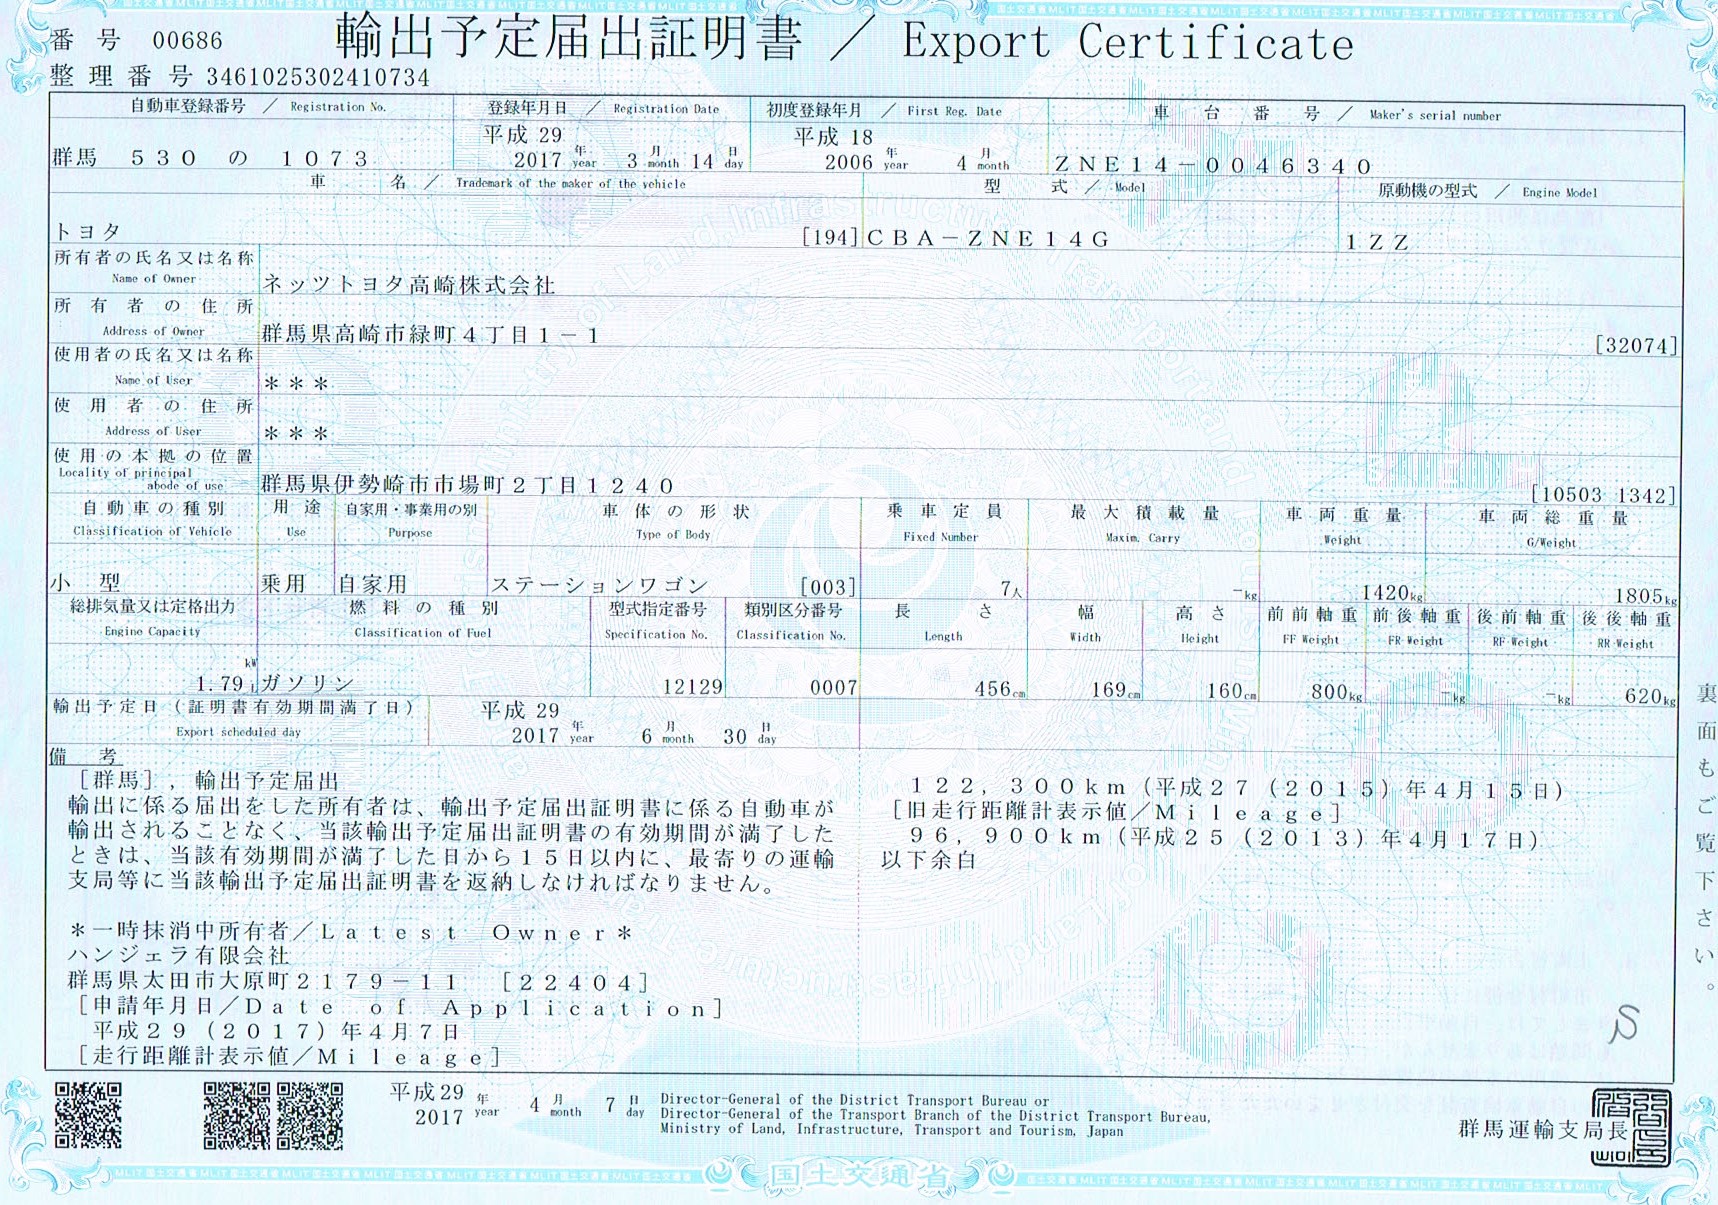 番号 00686
輸出予定届出証明書 ／ Export Certificate
整理番号 3461025302410734
自動車登録番号 ／ Registration No.
登録年月日 ／ Registration Date
初度登録年月 ／ First Reg. Date
車台番号 ／ Maker's serial number
群馬 ５３０ の １０７３
平成 29
2017 年 year 3 月 month 14 日 day
平成 18
2006 年 year 4 月 month
ＺＮＥ１４－００４６３４０
車名 ／ Trademark of the maker of the vehicle
型式 ／ Model
原動機の型式 ／ Engine Model
トヨタ [194]
ＣＢＡ－ＺＮＥ１４Ｇ
１ＺＺ
所有者の氏名又は名称
Name of Owner
ネッツトヨタ高崎株式会社
所有者の住所
Address of Owner
群馬県高崎市緑町４丁目１－１ [32074]
使用者の氏名又は名称
Name of User
＊＊＊
使用者の住所
Address of User
＊＊＊
使用の本拠の位置
Locality of principal
abode of use
群馬県伊勢崎市市場町２丁目１２４０ [10503 1342]
自動車の種別 用途 自家用・事業用の別 車体の形状 乗車定員 最大積載量 車両重量 車両総重量
Classification of Vehicle Use Purpose Type of Body Fixed Number Maxim. Carry Weight G/Weight
小型 乗用 自家用 ステーションワゴン [003] 7人 －kg 1420kg 1805kg
総排気量又は定格出力 燃料の種別 型式指定番号 類別区分番号 長さ 幅 高さ 前前軸重 前後軸重 後前軸重 後後軸重
Engine Capacity Classification of Fuel Specification No. Classification No. Length Width Height FF Weight FR Weight RF Weight RR Weight
kW
1.79 L ガソリン 12129 0007 456cm 169cm 160cm 800kg －kg －kg 620kg
輸出予定日（証明書有効期間満了日）
Export scheduled day
平成 29
2017 年 year 6 月 month 30 日 day
備考
［群馬］，輸出予定届出
輸出に係る届出をした所有者は、輸出予定届出証明書に係る自動車が
輸出されることなく、当該輸出予定届出証明書の有効期間が満了した
ときは、当該有効期間が満了した日から１５日以内に、最寄りの運輸
支局等に当該輸出予定届出証明書を返納しなければなりません。
＊一時抹消中所有者／Ｌａｔｅｓｔ Ｏｗｎｅｒ＊
ハンジェラ有限会社
群馬県太田市大原町２１７９－１１ ［２２４０４］
［申請年月日／Ｄａｔｅ ｏｆ Ａｐｐｌｉｃａｔｉｏｎ］
平成２９（２０１７）年４月７日
［走行距離計表示値／Ｍｉｌｅａｇｅ］
１２２，３００ｋｍ（平成２７（２０１５）年４月１５日）
［旧走行距離計表示値／Ｍｉｌｅａｇｅ］
９６，９００ｋｍ（平成２５（２０１３）年４月１７日）
以下余白
裏面もご覧下さい。
平成29
2017 年 year 4 月 month 7 日 day
Director-General of the District Transport Bureau or
Director-General of the Transport Branch of the District Transport Bureau,
Ministry of Land, Infrastructure, Transport and Tourism, Japan
群馬運輸支局長
国土交通省